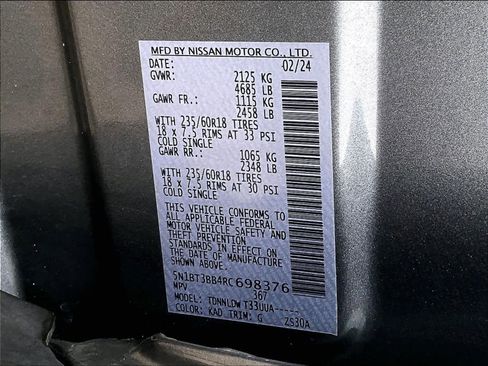 MFD BY NISSAN MOTOR CO., LTD.
DATE: 02/24
GVWR: 2125 KG
4685 LB
GAWR FR.: 1115 KG
2458 LB
WITH 235/60R18 TIRES
18 x 7.5 RIMS AT 33 PSI
COLD SINGLE
GAWR RR.: 1065 KG
2348 LB
WITH 235/60R18 TIRES
18 x 7.5 RIMS AT 30 PSI
COLD SINGLE
THIS VEHICLE CONFORMS TO
ALL APPLICABLE FEDERAL
MOTOR VEHICLE SAFETY AND
THEFT PREVENTION
STANDARDS IN EFFECT ON
THE DATE OF MANUFACTURE
SHOWN ABOVE.
5N1BT3BB4RC698376
MPV 367
MODEL: TDNNLDW T33UUA-----
COLOR: KAD TRIM: G ZS30A